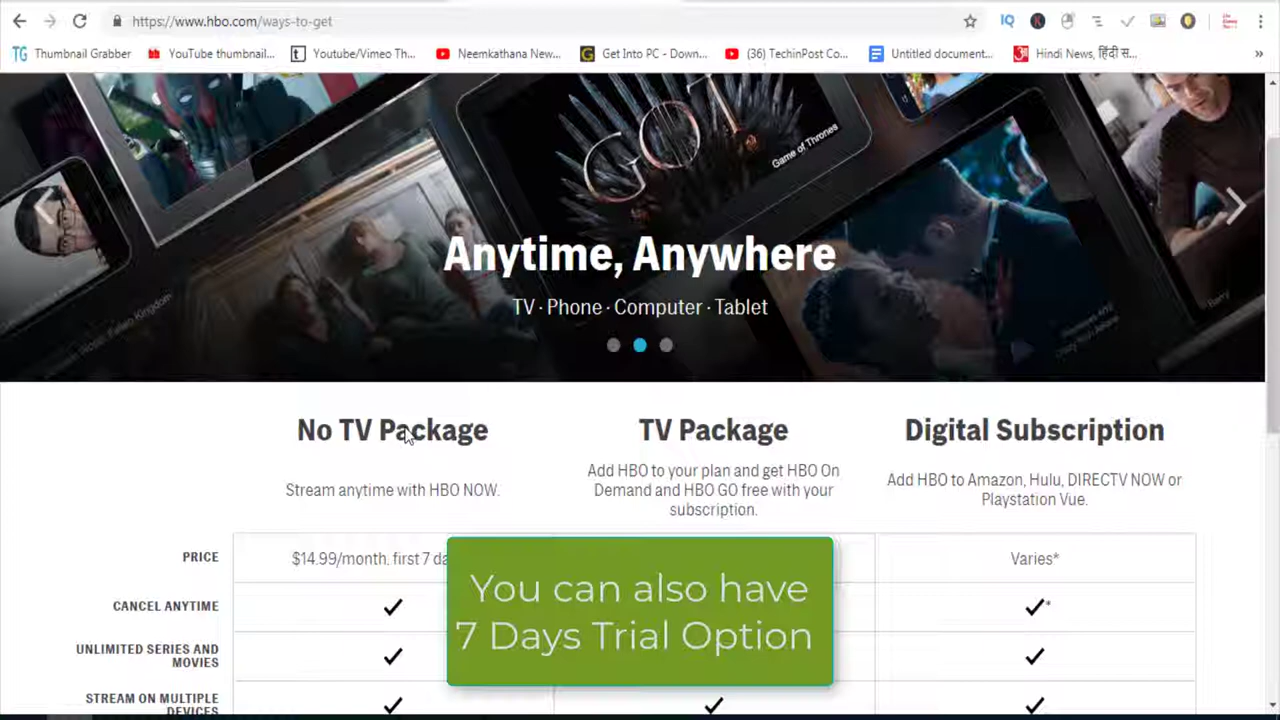 https://www.hbo.com/ways-to-get
IQ
K
TG Thumbnail Grabber
YouTube thumbnail...
t Youtube/Vimeo Th...
Neemkathana New...
G Get Into PC - Down...
(36) TechinPost Co...
Untitled document...
Hindi News, हिंदी स...
»
GOT
Game of Thrones
Barry
Anytime, Anywhere
TV · Phone · Computer · Tablet
No TV Package
TV Package
Digital Subscription
Stream anytime with HBO NOW.
Add HBO to your plan and get HBO On
Demand and HBO GO free with your
subscription.
Add HBO to Amazon, Hulu, DIRECTV NOW or
Playstation Vue.
PRICE
$14.99/month. first 7 da
Varies*
You can also have
7 Days Trial Option
CANCEL ANYTIME
*
UNLIMITED SERIES AND
MOVIES
STREAM ON MULTIPLE
DEVICES